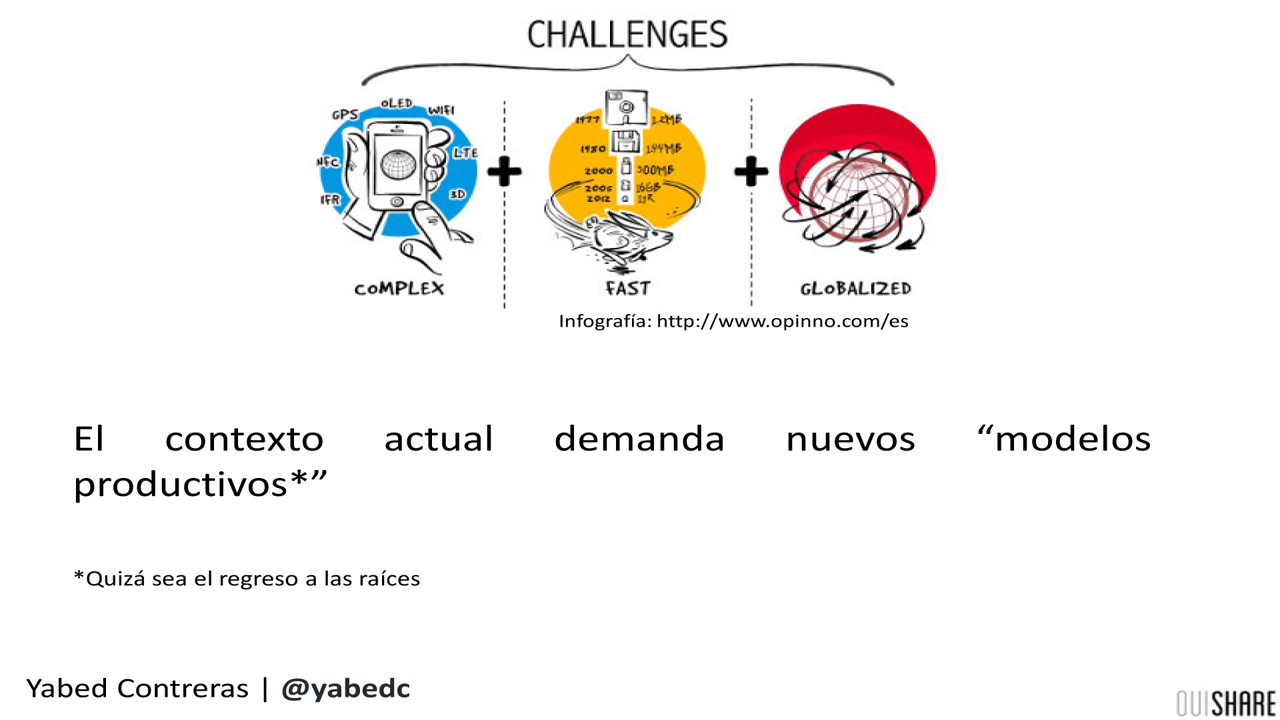 CHALLENGES
GPS OLED WIFI
NFC LTE
IFR 3D
1977 1.2MB
1980 1.44MB
2000 500MB
2005 16GB
2012
COMPLEX FAST GLOBALIZED
Infografía: http://www.opinno.com/es
El contexto actual demanda nuevos “modelos
productivos*”
*Quizá sea el regreso a las raíces
Yabed Contreras | @yabedc
OUISHARE